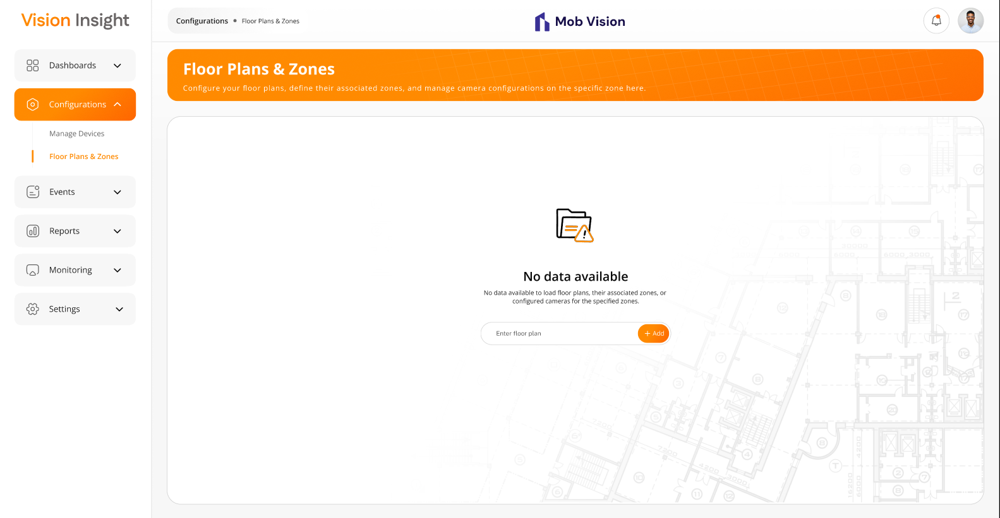 Vision Insight
Configurations • Floor Plans & Zones
Mob Vision
Dashboards
Configurations
Manage Devices
Floor Plans & Zones
Events
Reports
Monitoring
Settings
Floor Plans & Zones
Configure your floor plans, define their associated zones, and manage camera configurations on the specific zone here.
No data available
No data available to load floor plans, their associated zones, or
configured cameras for the specified zones.
Enter floor plan
+ Add